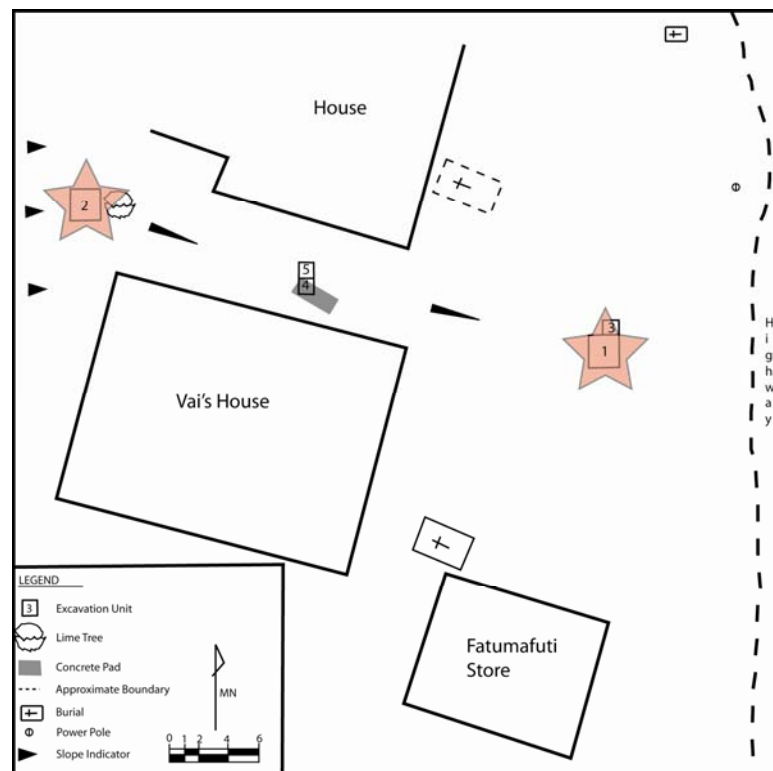 House
2
5
4
3
1
H
i
g
h
w
a
y
Vai's House
Fatumafuti
Store
LEGEND
3 Excavation Unit
Lime Tree
Concrete Pad
Approximate Boundary
Burial
Power Pole
Slope Indicator
MN
0 1 2 4 6